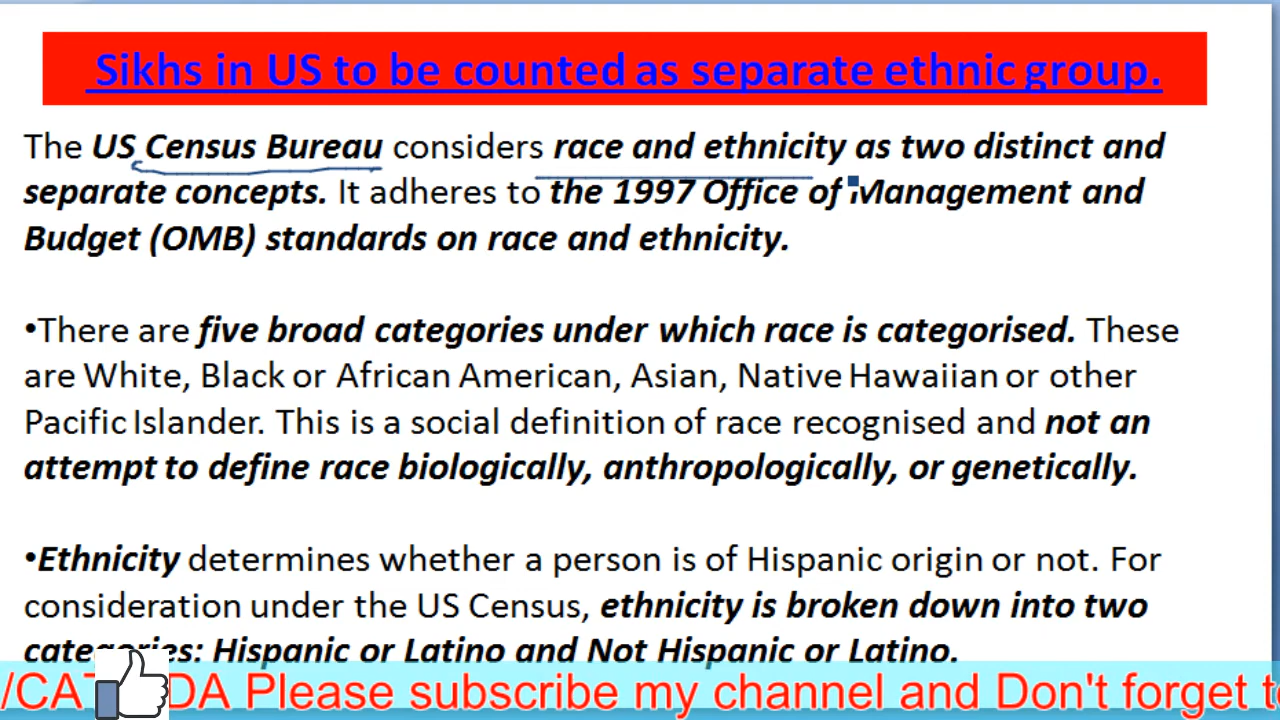 Sikhs in US to be counted as separate ethnic group.
The US Census Bureau considers race and ethnicity as two distinct and
separate concepts. It adheres to the 1997 Office of Management and
Budget (OMB) standards on race and ethnicity.
•There are five broad categories under which race is categorised. These
are White, Black or African American, Asian, Native Hawaiian or other
Pacific Islander. This is a social definition of race recognised and not an
attempt to define race biologically, anthropologically, or genetically.
•Ethnicity determines whether a person is of Hispanic origin or not. For
consideration under the US Census, ethnicity is broken down into two
categories: Hispanic or Latino and Not Hispanic or Latino.
/CAT DA Please subscribe my channel and Don't forget to